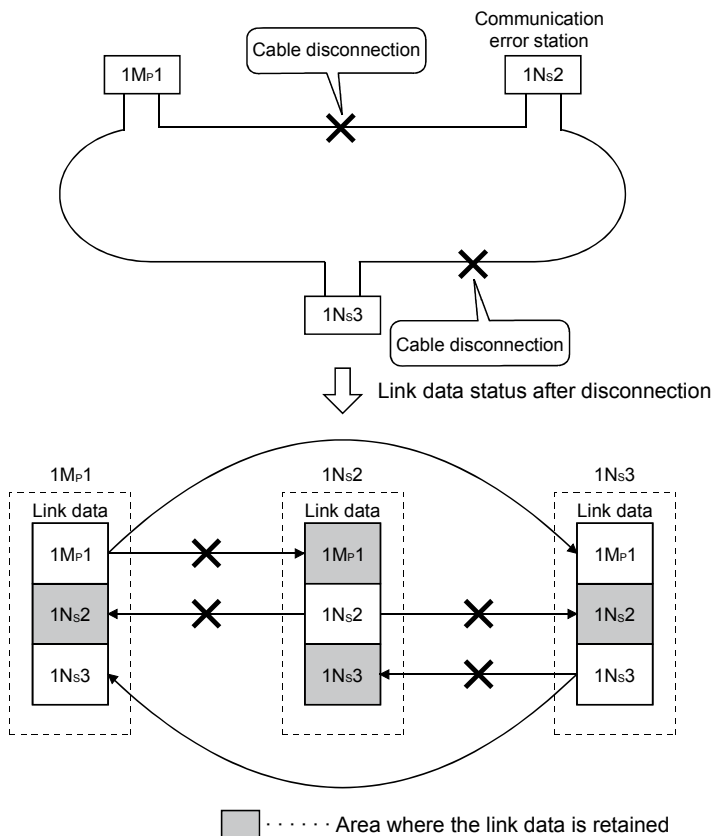 Communication
error station
Cable disconnection
1MP1
1NS2
1NS3
Cable disconnection
Link data status after disconnection
1MP1
1NS2
1NS3
Link data
Link data
Link data
1MP1
1MP1
1MP1
1NS2
1NS2
1NS2
1NS3
1NS3
1NS3
· · · · · · Area where the link data is retained